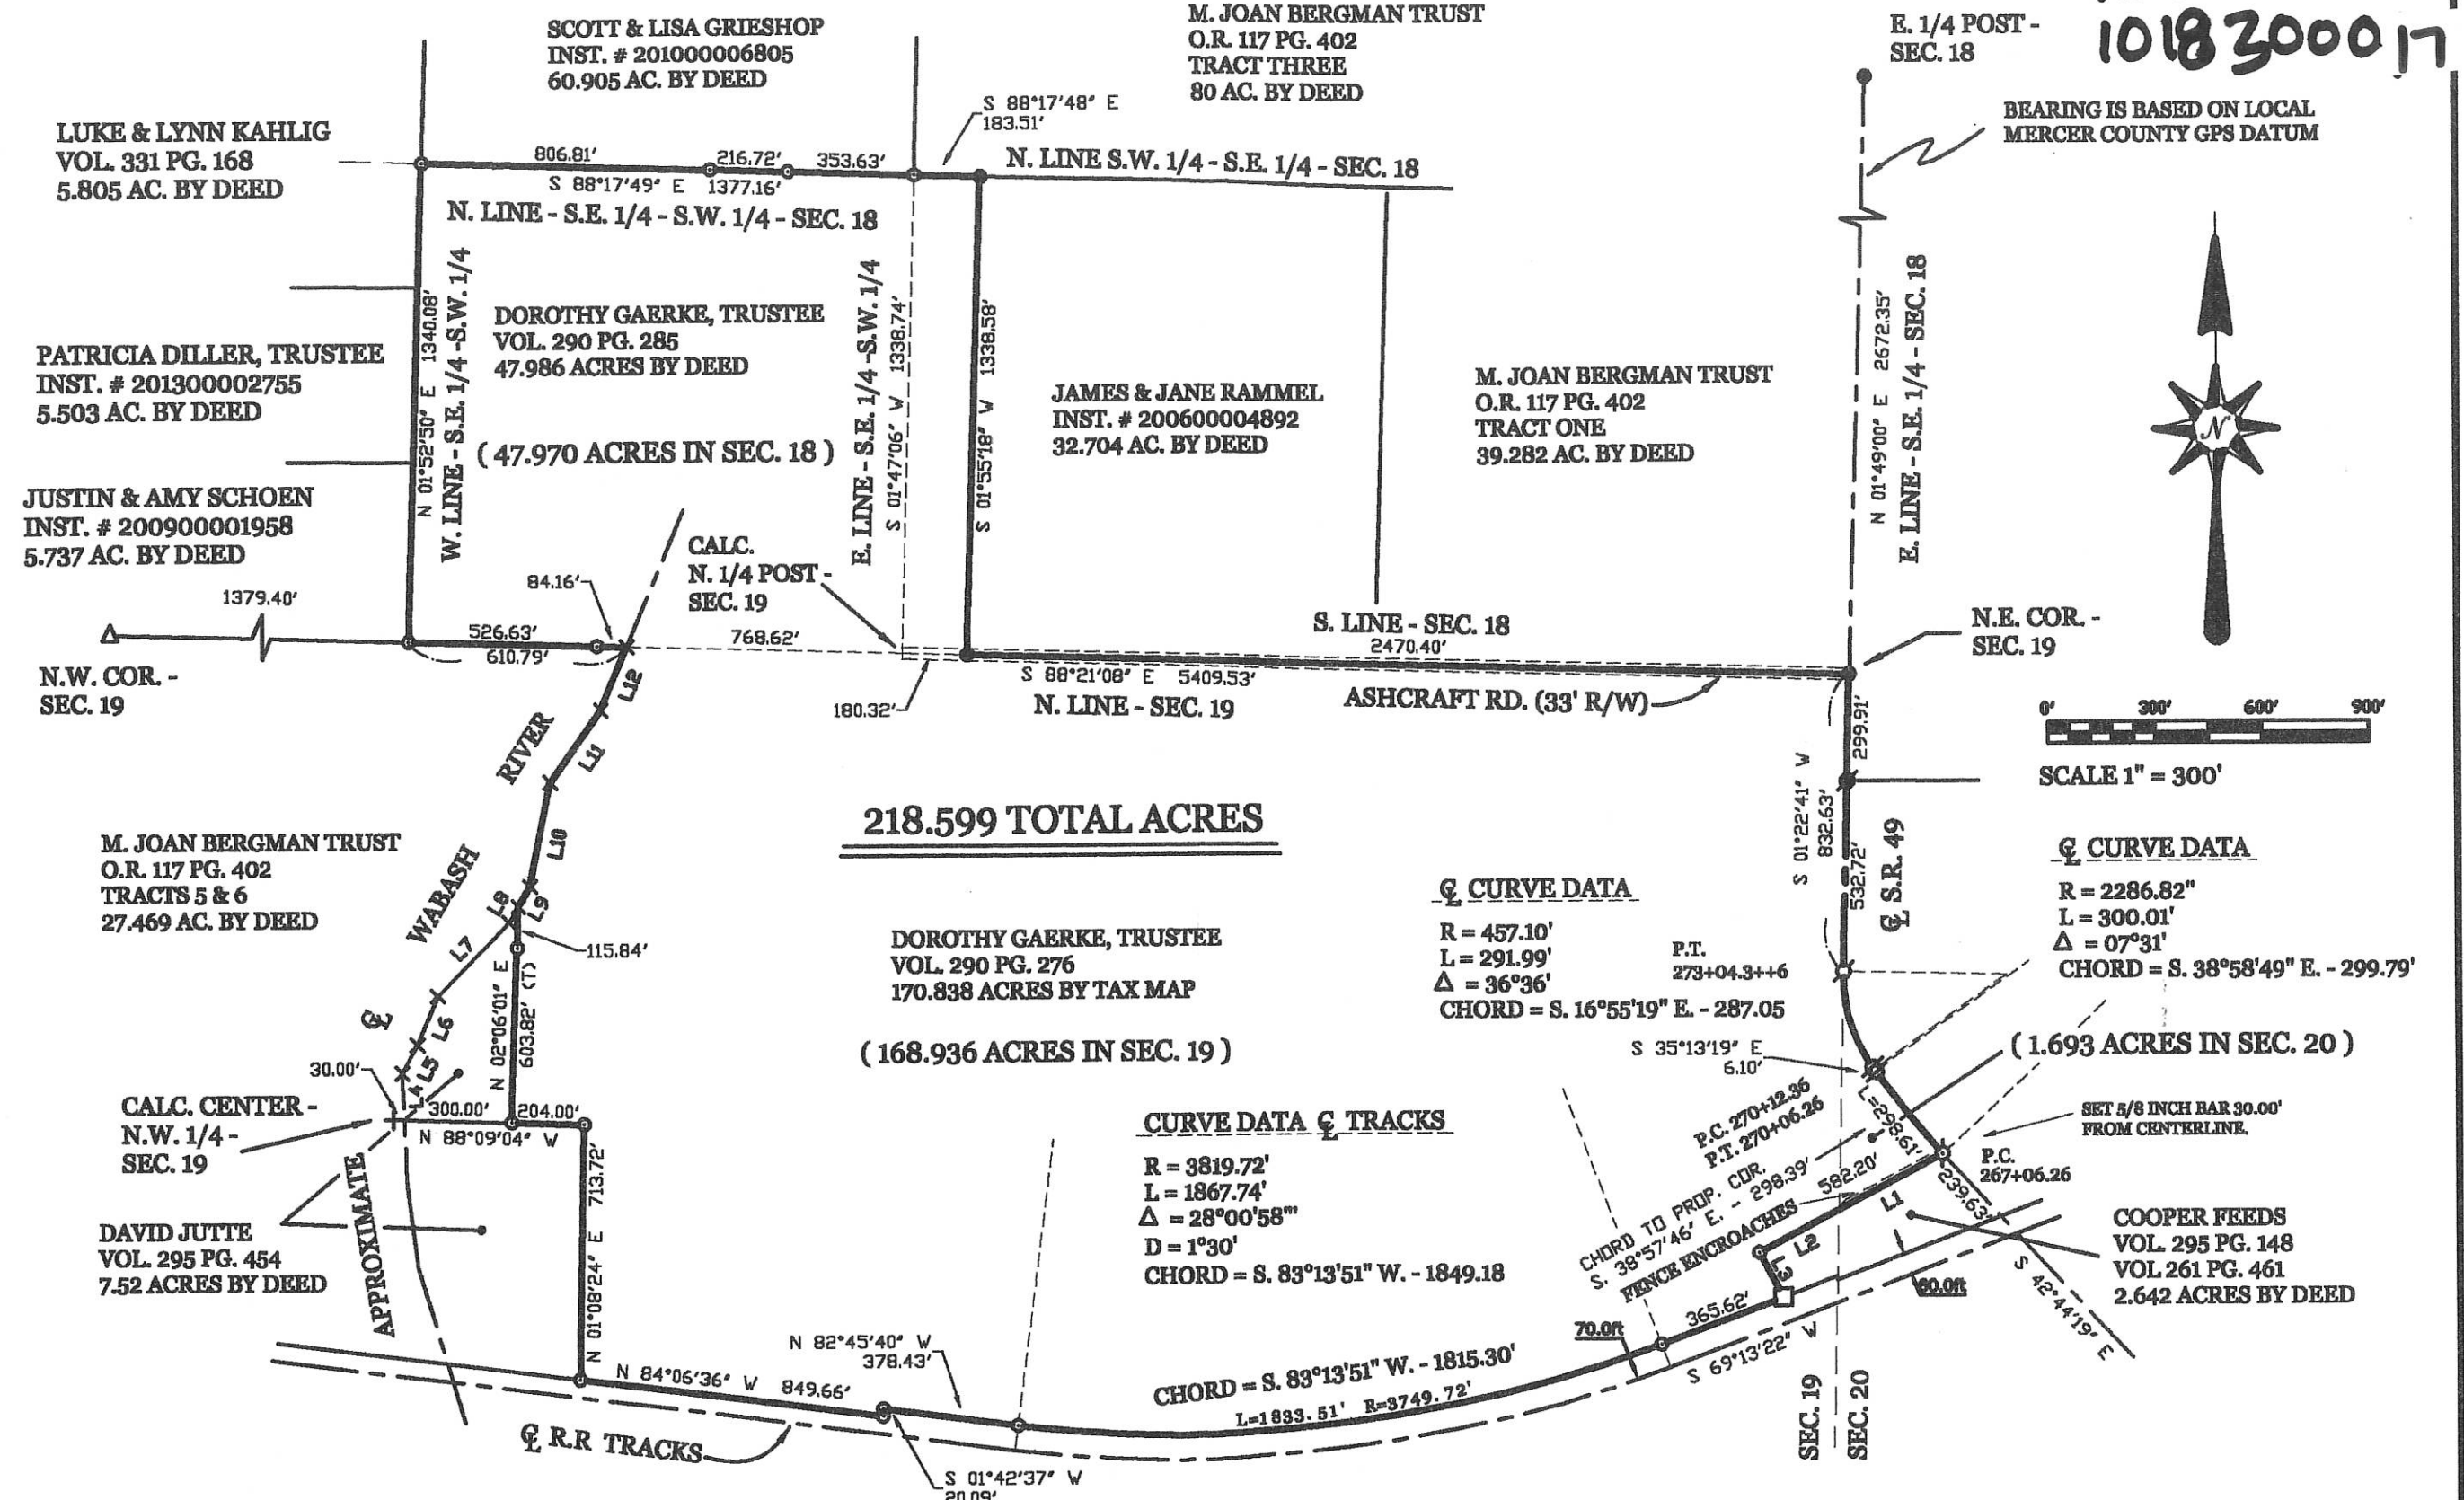 SCOTT & LISA GRIESHOP
INST. # 201000006805
60.905 AC. BY DEED
M. JOAN BERGMAN TRUST
O.R. 117 PG. 402
TRACT THREE
80 AC. BY DEED
E. 1/4 POST -
SEC. 18
1018300017
BEARING IS BASED ON LOCAL
MERCER COUNTY GPS DATUM
LUKE & LYNN KAHLIG
VOL. 331 PG. 168
5.805 AC. BY DEED
S 88°17'48" E
183.51'
806.81'
216.72'
353.63'
S 88°17'49" E 1377.16'
N. LINE - S.E. 1/4 - S.W. 1/4 - SEC. 18
N. LINE S.W. 1/4 - S.E. 1/4 - SEC. 18
N 01°52'50" E 1340.08'
W. LINE - S.E. 1/4 -S.W. 1/4
DOROTHY GAERKE, TRUSTEE
VOL. 290 PG. 285
47.986 ACRES BY DEED
( 47.970 ACRES IN SEC. 18 )
E. LINE - S.E. 1/4 -S.W. 1/4
S 01°47'06" W 1338.74'
S 01°55'18" W 1338.58'
JAMES & JANE RAMMEL
INST. # 200600004892
32.704 AC. BY DEED
M. JOAN BERGMAN TRUST
O.R. 117 PG. 402
TRACT ONE
39.282 AC. BY DEED
N 01°49'00" E 2672.35'
E. LINE - S.E. 1/4 - SEC. 18
N
PATRICIA DILLER, TRUSTEE
INST. # 201300002755
5.503 AC. BY DEED
JUSTIN & AMY SCHOEN
INST. # 200900001958
5.737 AC. BY DEED
1379.40'
N.W. COR. -
SEC. 19
84.16'
526.63'
610.79'
CALC.
N. 1/4 POST -
SEC. 19
768.62'
180.32'
S. LINE - SEC. 18
2470.40'
S 88°21'08" E 5409.53'
N. LINE - SEC. 19
ASHCRAFT RD. (33' R/W)
N.E. COR. -
SEC. 19
0' 300' 600' 900'
SCALE 1" = 300'
299.91'
S 01°22'41" W
832.63'
532.72'
℄ S.R. 49
L12
L11
L10
L9
L8
L7
L6
L5
L4
WABASH RIVER
℄
APPROXIMATE
218.599 TOTAL ACRES
M. JOAN BERGMAN TRUST
O.R. 117 PG. 402
TRACTS 5 & 6
27.469 AC. BY DEED
115.84'
N 02°06'01" E
603.82' (T)
DOROTHY GAERKE, TRUSTEE
VOL. 290 PG. 276
170.838 ACRES BY TAX MAP
( 168.936 ACRES IN SEC. 19 )
℄ CURVE DATA
R = 457.10'
L = 291.99'
Δ = 36°36'
CHORD = S. 16°55'19" E. - 287.05
P.T.
273+04.3++6
℄ CURVE DATA
R = 2286.82"
L = 300.01'
Δ = 07°31'
CHORD = S. 38°58'49" E. - 299.79'
( 1.693 ACRES IN SEC. 20 )
S 35°13'19" E
6.10'
SET 5/8 INCH BAR 30.00'
FROM CENTERLINE.
P.C. 270+12.36
P.T. 270+06.26
L=298.61'
P.C.
267+06.26
239.63'
CHORD TO PROP. COR.
S. 38°57'46" E. - 298.39'
FENCE ENCROACHES
582.20'
L1
L2
L3
COOPER FEEDS
VOL. 295 PG. 148
VOL 261 PG. 461
2.642 ACRES BY DEED
S 42°44'19" E
30.00'
CALC. CENTER -
N.W. 1/4 -
SEC. 19
300.00'
204.00'
N 88°09'04" W
DAVID JUTTE
VOL. 295 PG. 454
7.52 ACRES BY DEED
N 01°08'24" E 713.72'
CURVE DATA ℄ TRACKS
R = 3819.72'
L = 1867.74'
Δ = 28°00'58'"
D = 1°30'
CHORD = S. 83°13'51" W. - 1849.18
N 84°06'36" W 849.66'
℄ R.R TRACKS
N 82°45'40" W
378.43'
S 01°42'37" W
20.09'
CHORD = S. 83°13'51" W. - 1815.30'
L=1833.51' R=3749.72'
70.0ft
365.62'
S 69°13'22" W
SEC. 19
SEC. 20